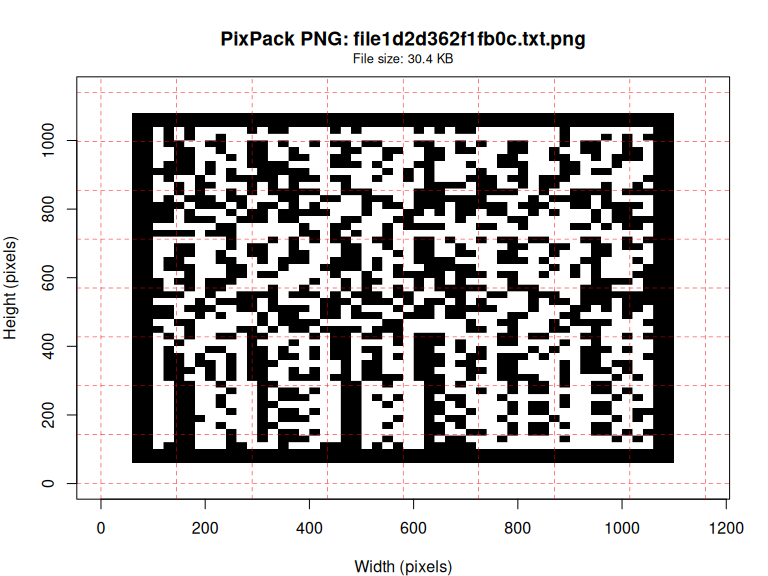 PixPack PNG: file1d2d362f1fb0c.txt.png
File size: 30.4 KB
Height (pixels)
1000
800
600
400
200
0
0 200 400 600 800 1000 1200
Width (pixels)